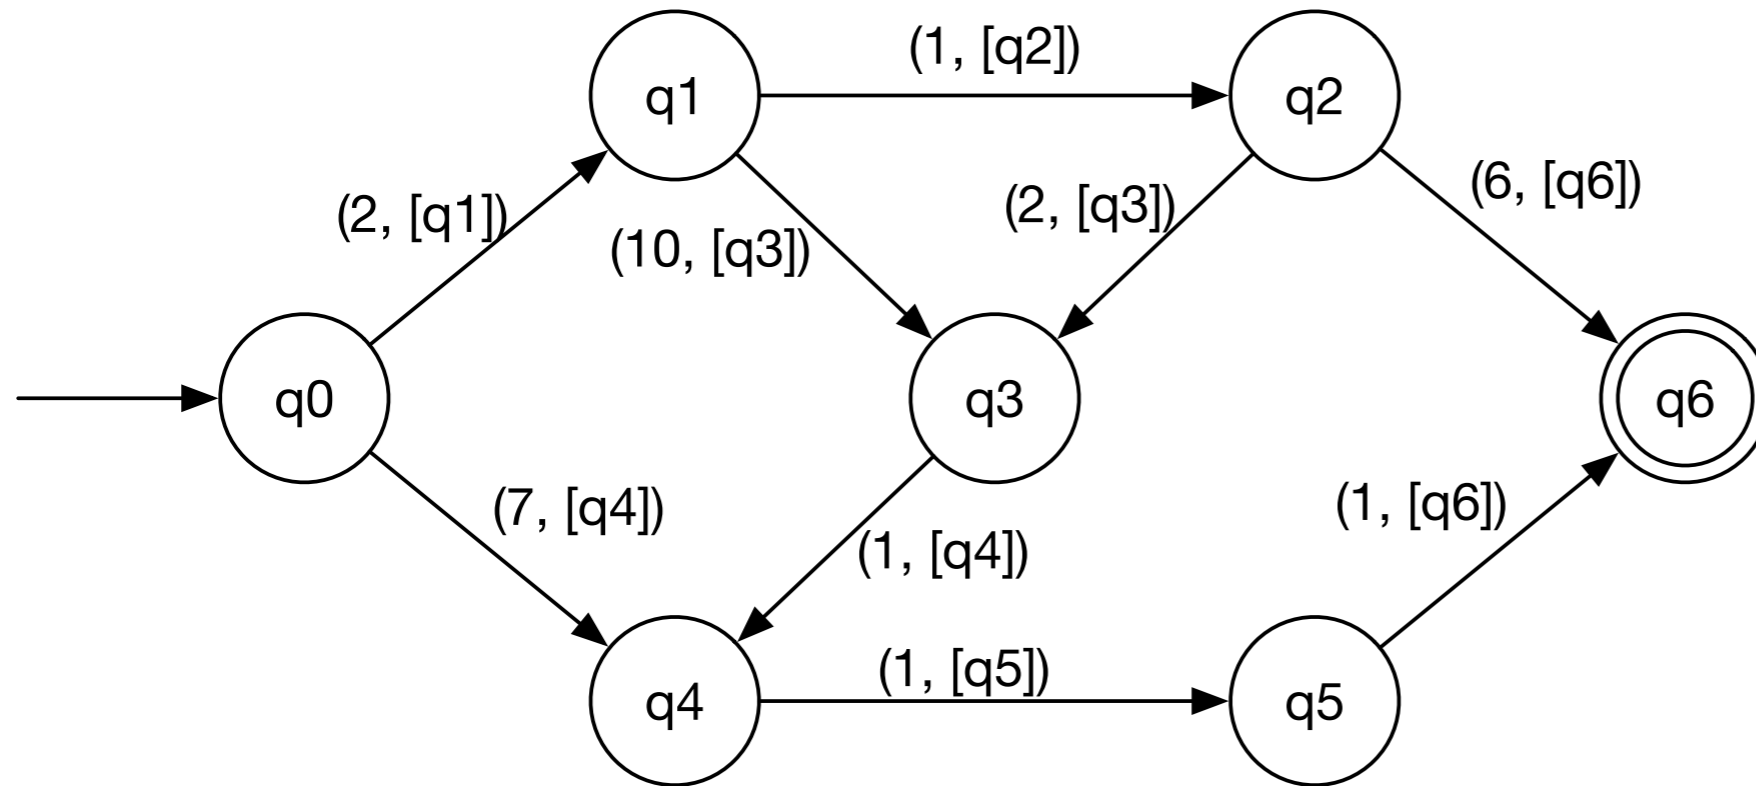 (1, [q2])
q1
q2
(6, [q6])
(2, [q1])
(2, [q3])
(10, [q3])
q0
q3
q6
(7, [q4])
(1, [q6])
(1, [q4])
(1, [q5])
q4
q5